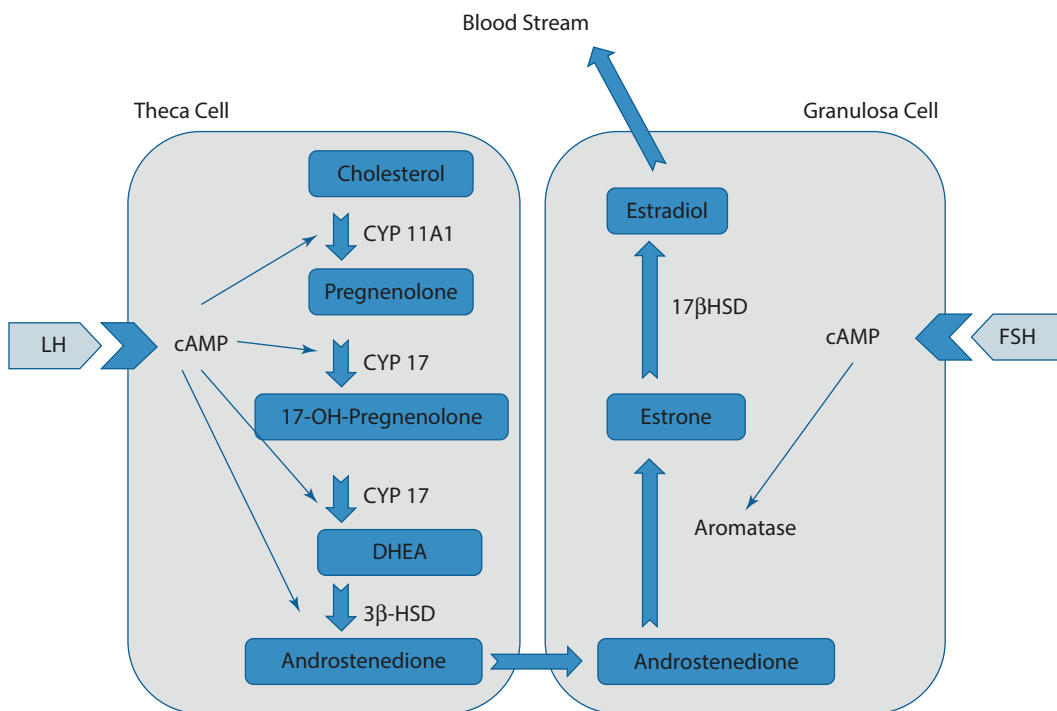 Blood Stream
Theca Cell
Granulosa Cell
Cholesterol
CYP 11A1
Pregnenolone
LH
cAMP
CYP 17
17-OH-Pregnenolone
CYP 17
DHEA
3β-HSD
Androstenedione
Estradiol
17βHSD
cAMP
FSH
Estrone
Aromatase
Androstenedione